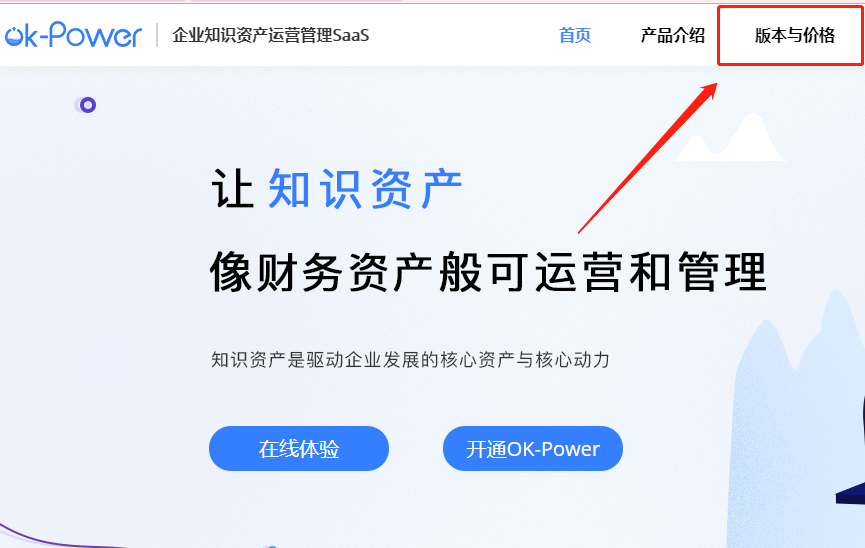 ok-Power 企业知识资产运营管理SaaS 首页 产品介绍 版本与价格
让 知识资产
像财务资产般可运营和管理
知识资产是驱动企业发展的核心资产与核心动力
在线体验 开通OK-Power